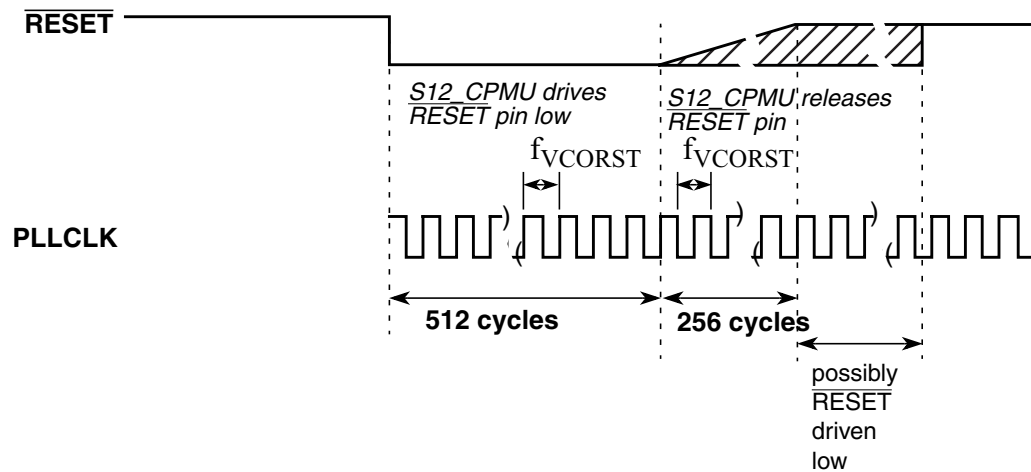 RESET
S12_CPMU drives
RESET pin low
S12_CPMU releases
RESET pin
fVCORST
fVCORST
PLLCLK
512 cycles
256 cycles
possibly
RESET
driven
low